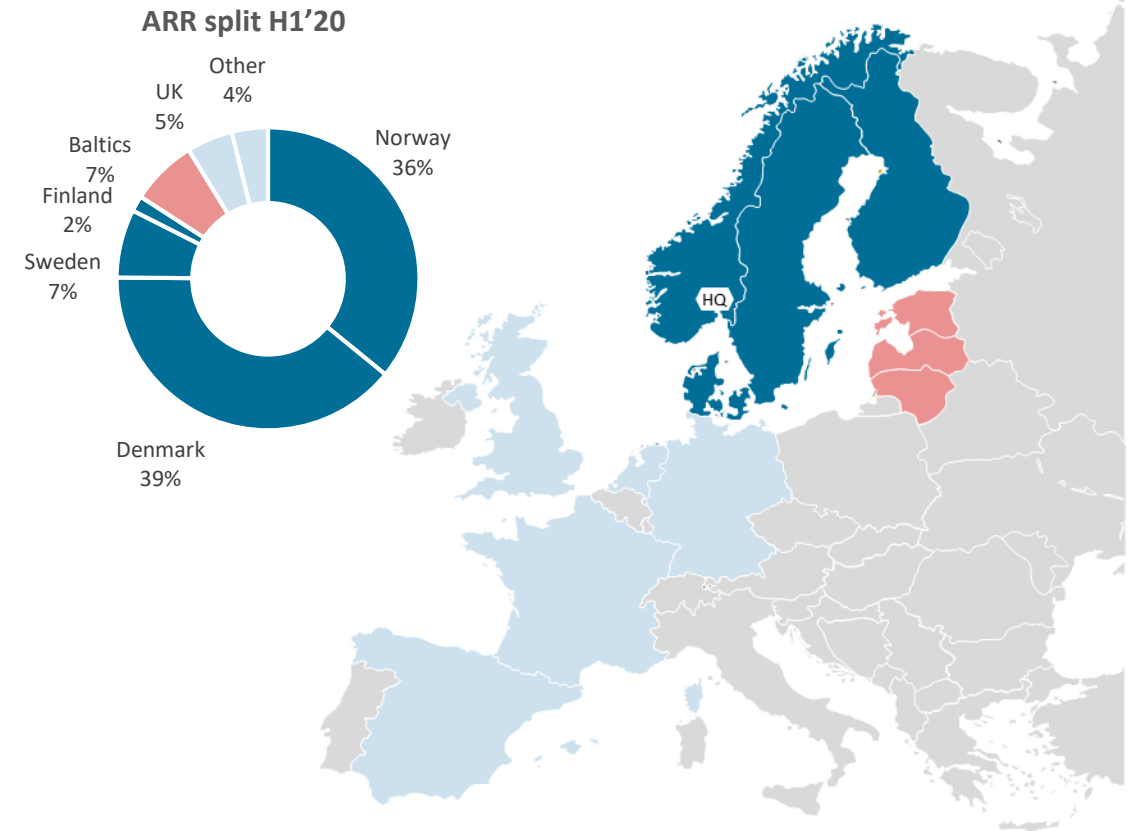 ARR split H1’20
Other
4%
UK
5%
Baltics
7%
Finland
2%
Sweden
7%
Norway
36%
Denmark
39%
HQ